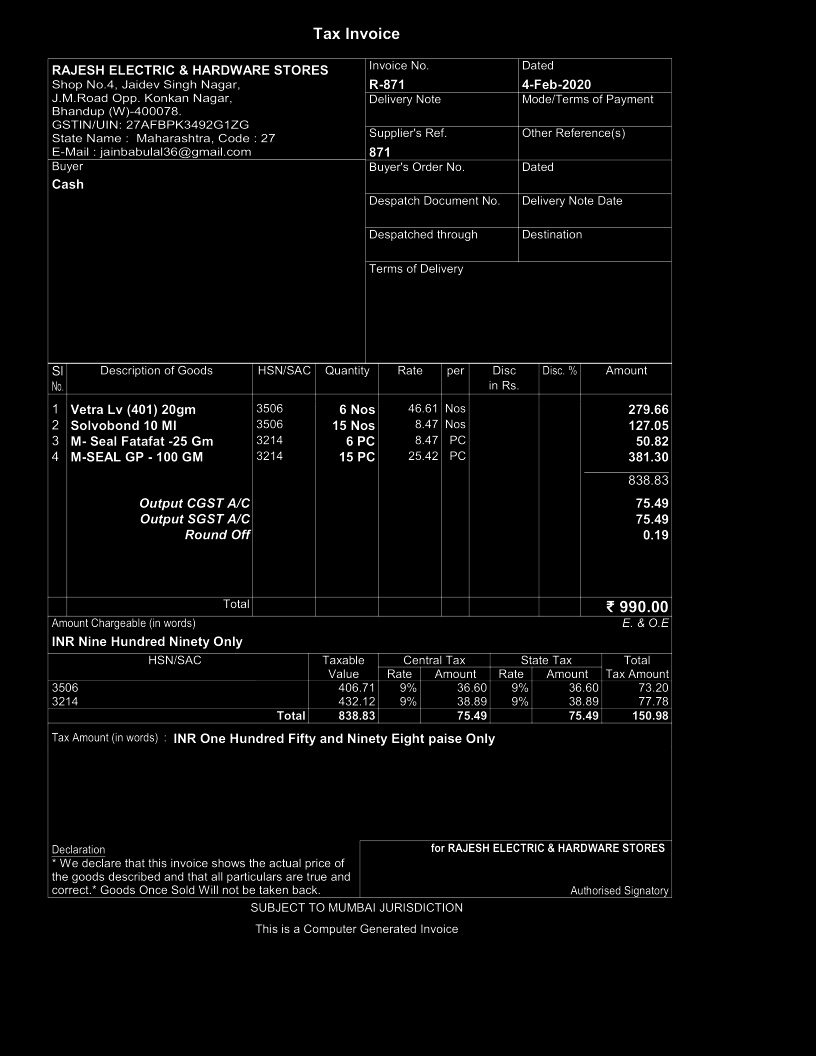 Tax Invoice
RAJESH ELECTRIC & HARDWARE STORES
Shop No.4, Jaidev Singh Nagar,
J.M.Road Opp. Konkan Nagar,
Bhandup (W)-400078.
GSTIN/UIN: 27AFBPK3492G1ZG
State Name : Maharashtra, Code : 27
E-Mail : jainbabulal36@gmail.com
Invoice No. Dated
R-871 4-Feb-2020
Delivery Note Mode/Terms of Payment
Supplier's Ref. Other Reference(s)
871
Buyer
Cash
Buyer's Order No. Dated
Despatch Document No. Delivery Note Date
Despatched through Destination
Terms of Delivery
Sl Description of Goods HSN/SAC Quantity Rate per Disc Disc. % Amount
No. in Rs.
1 Vetra Lv (401) 20gm 3506 6 Nos 46.61 Nos 279.66
2 Solvobond 10 Ml 3506 15 Nos 8.47 Nos 127.05
3 M- Seal Fatafat -25 Gm 3214 6 PC 8.47 PC 50.82
4 M-SEAL GP - 100 GM 3214 15 PC 25.42 PC 381.30
838.83
Output CGST A/C 75.49
Output SGST A/C 75.49
Round Off 0.19
Total ₹ 990.00
Amount Chargeable (in words) E. & O.E
INR Nine Hundred Ninety Only
HSN/SAC Taxable Central Tax State Tax Total
Value Rate Amount Rate Amount Tax Amount
3506 406.71 9% 36.60 9% 36.60 73.20
3214 432.12 9% 38.89 9% 38.89 77.78
Total 838.83 75.49 75.49 150.98
Tax Amount (in words) : INR One Hundred Fifty and Ninety Eight paise Only
Declaration
* We declare that this invoice shows the actual price of
the goods described and that all particulars are true and
correct.* Goods Once Sold Will not be taken back.
for RAJESH ELECTRIC & HARDWARE STORES
Authorised Signatory
SUBJECT TO MUMBAI JURISDICTION
This is a Computer Generated Invoice